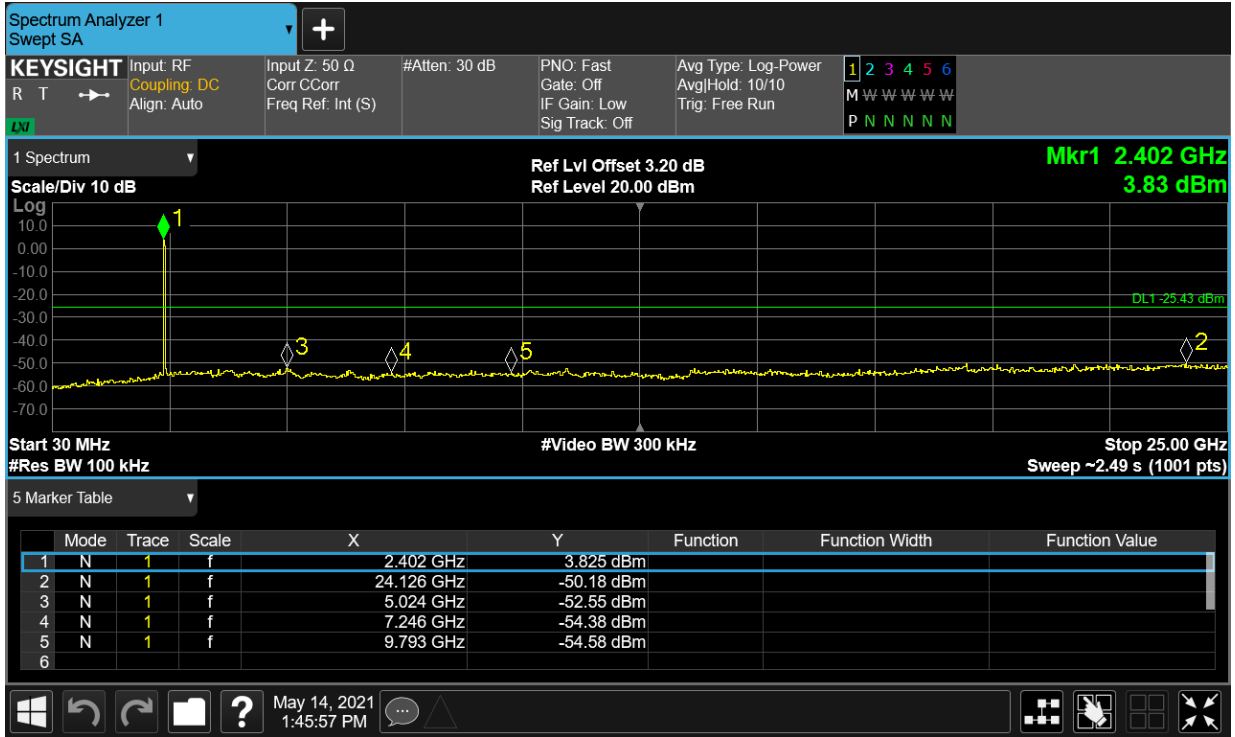 Spectrum Analyzer 1
Swept SA
+
KEYSIGHT
R T
LXI
Input: RF
Coupling: DC
Align: Auto
Input Z: 50 Ω
Corr CCorr
Freq Ref: Int (S)
#Atten: 30 dB
PNO: Fast
Gate: Off
IF Gain: Low
Sig Track: Off
Avg Type: Log-Power
Avg|Hold: 10/10
Trig: Free Run
1 2 3 4 5 6
M W W W W W
P N N N N N
1 Spectrum
Scale/Div 10 dB
Ref Lvl Offset 3.20 dB
Ref Level 20.00 dBm
Mkr1 2.402 GHz
3.83 dBm
Log
10.0
0.00
-10.0
-20.0
-30.0
-40.0
-50.0
-60.0
-70.0
1
DL1 -25.43 dBm
3
4
5
2
Start 30 MHz
#Video BW 300 kHz
Stop 25.00 GHz
#Res BW 100 kHz
Sweep ~2.49 s (1001 pts)
5 Marker Table
Mode Trace Scale X Y Function Function Width Function Value
1 N 1 f 2.402 GHz 3.825 dBm
2 N 1 f 24.126 GHz -50.18 dBm
3 N 1 f 5.024 GHz -52.55 dBm
4 N 1 f 7.246 GHz -54.38 dBm
5 N 1 f 9.793 GHz -54.58 dBm
6
?
May 14, 2021
1:45:57 PM